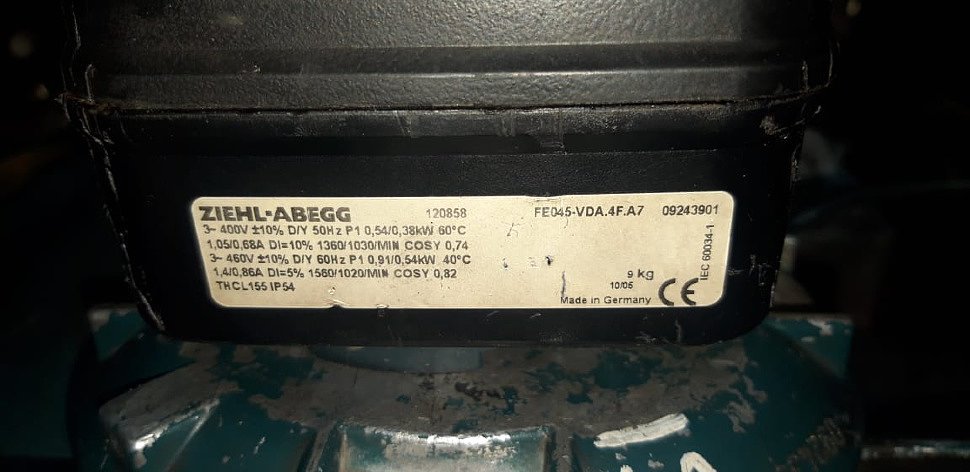 ZIEHL-ABEGG 120858 FE045-VDA.4F.A7 09243901
3~ 400V ±10% D/Y 50Hz P1 0,54/0,38kW 60°C
1,05/0,68A DI=10% 1360/1030/MIN COSY 0,74
3~ 460V ±10% D/Y 60Hz P1 0,91/0,54kW 40°C
1,4/0,86A DI=5% 1560/1020/MIN COSY 0,82
THCL155 IP54
9 kg
10/05
Made in Germany CE
IEC 60034-1